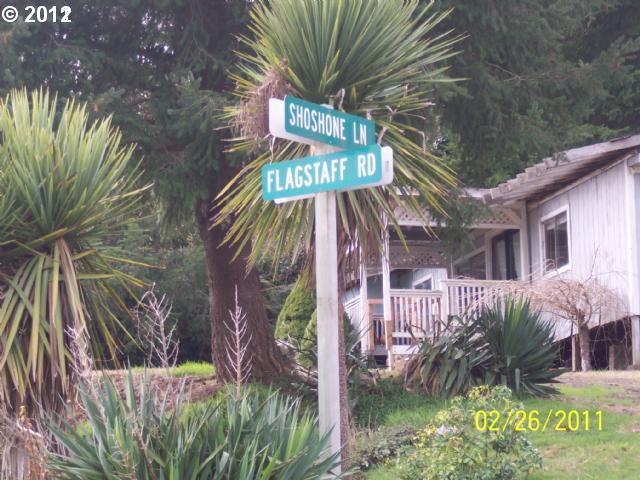 © 2012
SHOSHONE LN
FLAGSTAFF RD
02/26/2011